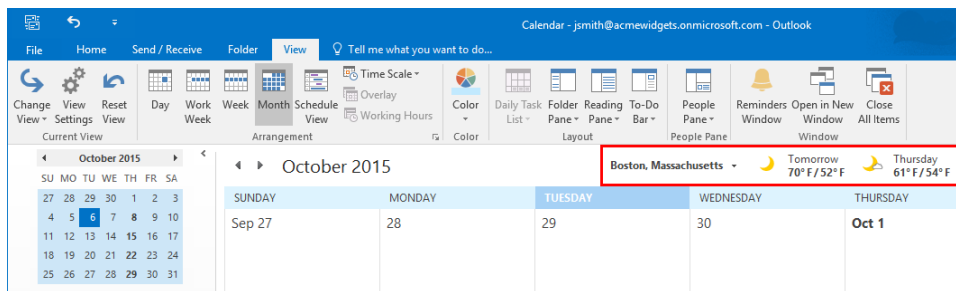 Calendar - jsmith@acmewidgets.onmicrosoft.com - Outlook
File Home Send / Receive Folder View Tell me what you want to do...
Change View View Settings Reset View Day Work Week Week Month Schedule View Time Scale Overlay Working Hours Color Daily Task List Folder Pane Reading Pane To-Do Bar People Pane Reminders Window Open in New Window Close All Items
Current View Arrangement Color Layout People Pane Window
October 2015
SU MO TU WE TH FR SA
27 28 29 30 1 2 3
4 5 6 7 8 9 10
11 12 13 14 15 16 17
18 19 20 21 22 23 24
25 26 27 28 29 30 31
October 2015 Boston, Massachusetts Tomorrow Thursday
70°F/52°F 61°F/54°F
SUNDAY MONDAY TUESDAY WEDNESDAY THURSDAY
Sep 27 28 29 30 Oct 1